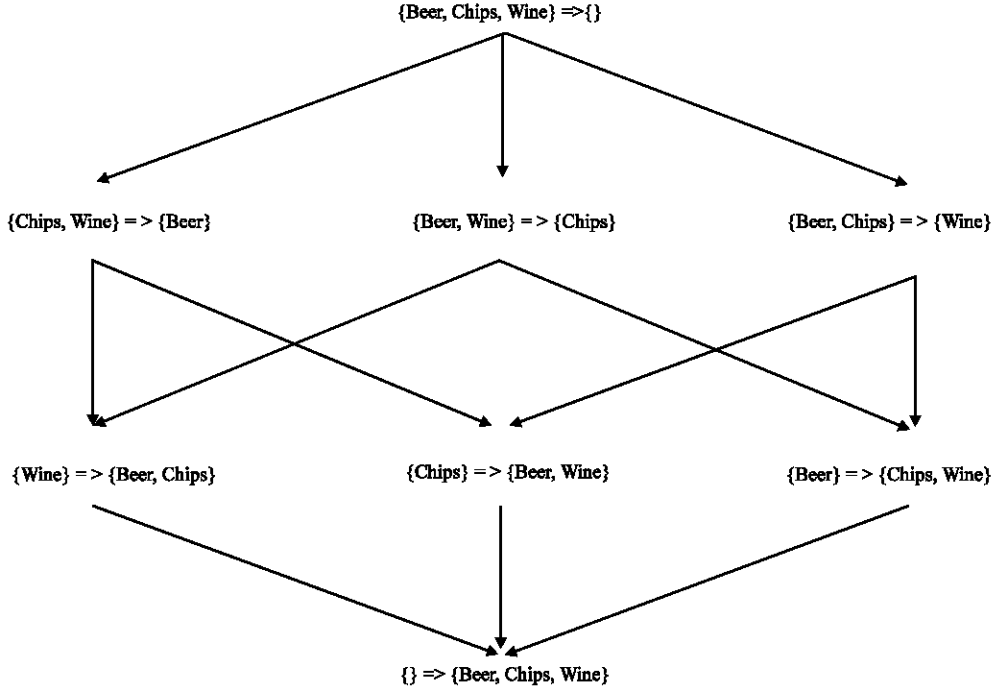 {Beer, Chips, Wine} =>{}
{Chips, Wine} = > {Beer}
{Beer, Wine} = > {Chips}
{Beer, Chips} = > {Wine}
{Wine} = > {Beer, Chips}
{Chips} = > {Beer, Wine}
{Beer} = > {Chips, Wine}
{} => {Beer, Chips, Wine}